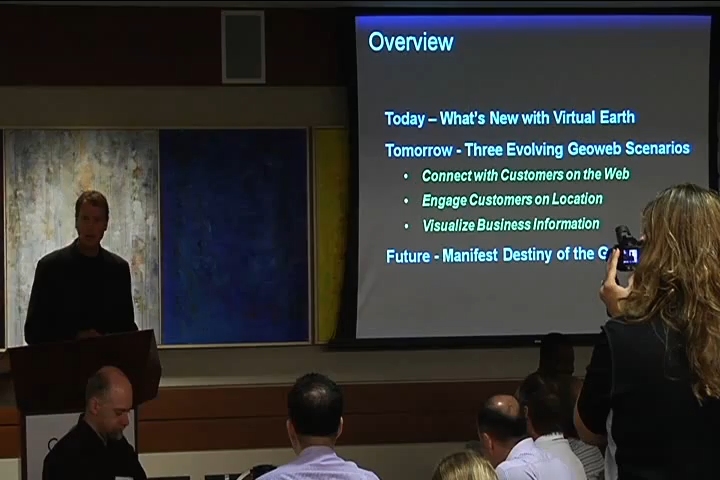 Overview
Today – What's New with Virtual Earth
Tomorrow - Three Evolving Geoweb Scenarios
• Connect with Customers on the Web
• Engage Customers on Location
• Visualize Business Information
Future - Manifest Destiny of the G